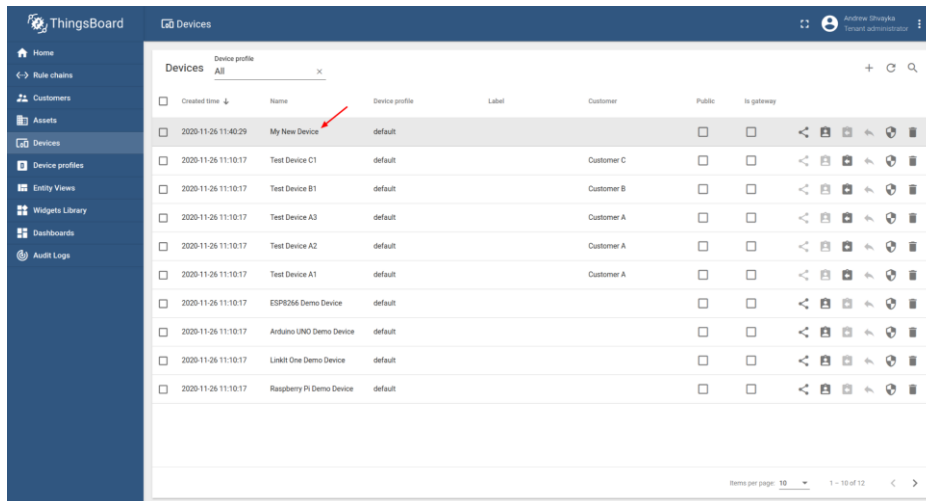 ThingsBoard
Devices
Andrew Shvayka
Tenant administrator
Home
Rule chains
Customers
Assets
Devices
Device profiles
Entity Views
Widgets Library
Dashboards
Audit Logs
Devices
Device profile
All
Created time Name Device profile Label Customer Public Is gateway
2020-11-26 11:40:29 My New Device default
2020-11-26 11:10:17 Test Device C1 default Customer C
2020-11-26 11:10:17 Test Device B1 default Customer B
2020-11-26 11:10:17 Test Device A3 default Customer A
2020-11-26 11:10:17 Test Device A2 default Customer A
2020-11-26 11:10:17 Test Device A1 default Customer A
2020-11-26 11:10:17 ESP8266 Demo Device default
2020-11-26 11:10:17 Arduino UNO Demo Device default
2020-11-26 11:10:17 LinkIt One Demo Device default
2020-11-26 11:10:17 Raspberry Pi Demo Device default
Items per page: 10 1 – 10 of 12